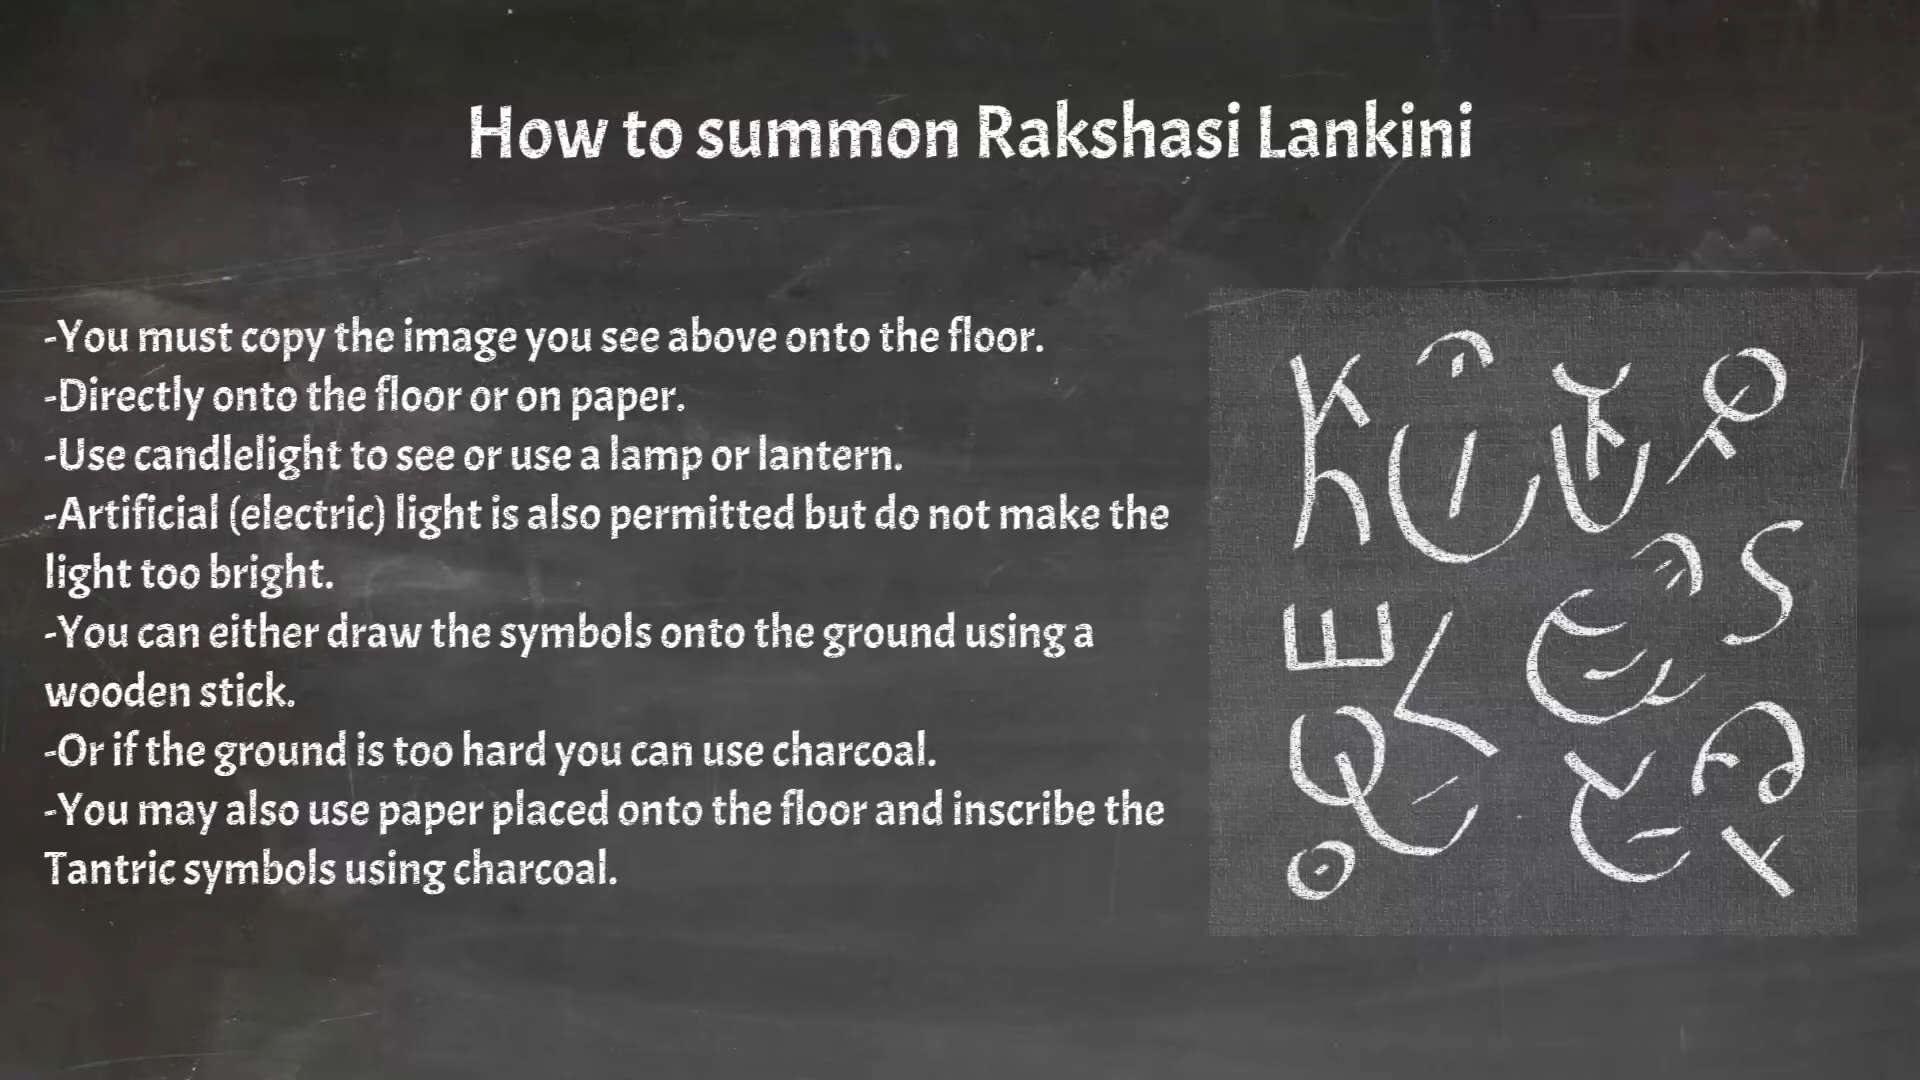 How to summon Rakshasi Lankini
-You must copy the image you see above onto the floor.
-Directly onto the floor or on paper.
-Use candlelight to see or use a lamp or lantern.
-Artificial (electric) light is also permitted but do not make the
light too bright.
-You can either draw the symbols onto the ground using a
wooden stick.
-Or if the ground is too hard you can use charcoal.
-You may also use paper placed onto the floor and inscribe the
Tantric symbols using charcoal.